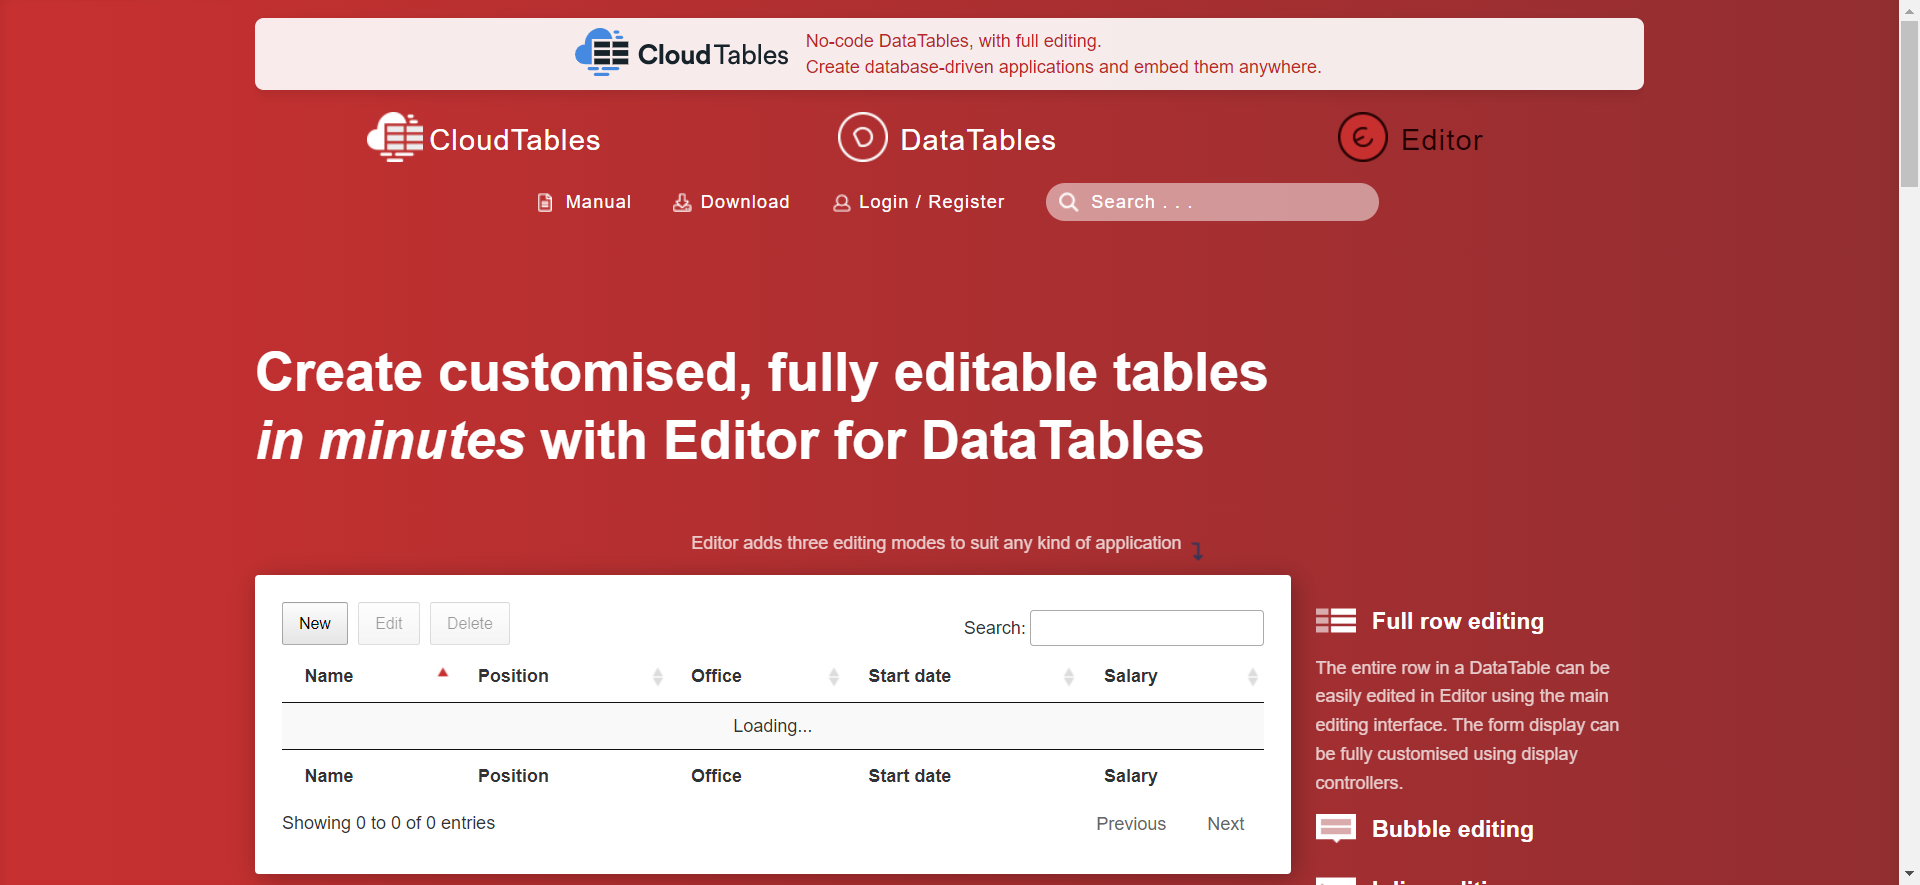 CloudTables
No-code DataTables, with full editing.
Create database-driven applications and embed them anywhere.
CloudTables
DataTables
Editor
Manual
Download
Login / Register
Search . . .
Create customised, fully editable tables
in minutes with Editor for DataTables
Editor adds three editing modes to suit any kind of application
New
Edit
Delete
Search:
Name Position Office Start date Salary
Loading...
Name Position Office Start date Salary
Showing 0 to 0 of 0 entries
Previous
Next
Full row editing
The entire row in a DataTable can be
easily edited in Editor using the main
editing interface. The form display can
be fully customised using display
controllers.
Bubble editing